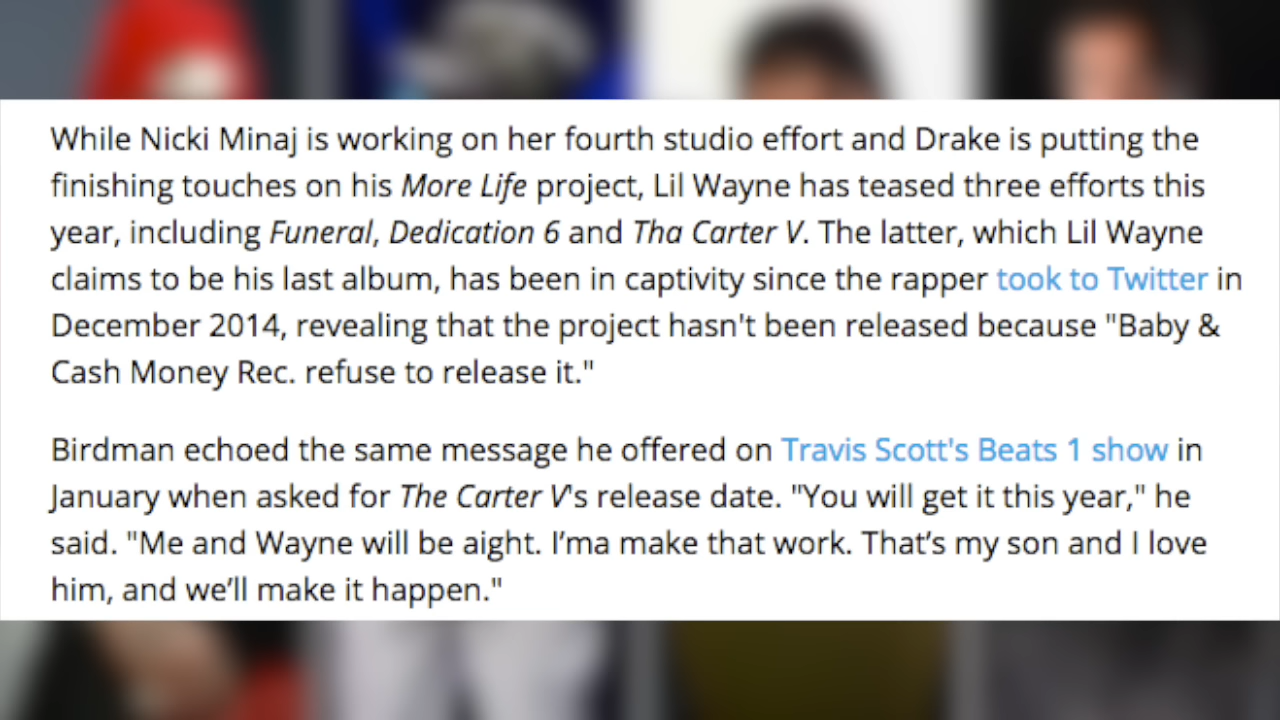 While Nicki Minaj is working on her fourth studio effort and Drake is putting the
finishing touches on his More Life project, Lil Wayne has teased three efforts this
year, including Funeral, Dedication 6 and Tha Carter V. The latter, which Lil Wayne
claims to be his last album, has been in captivity since the rapper took to Twitter in
December 2014, revealing that the project hasn't been released because "Baby &
Cash Money Rec. refuse to release it."
Birdman echoed the same message he offered on Travis Scott's Beats 1 show in
January when asked for The Carter V's release date. "You will get it this year," he
said. "Me and Wayne will be aight. I’ma make that work. That’s my son and I love
him, and we’ll make it happen."